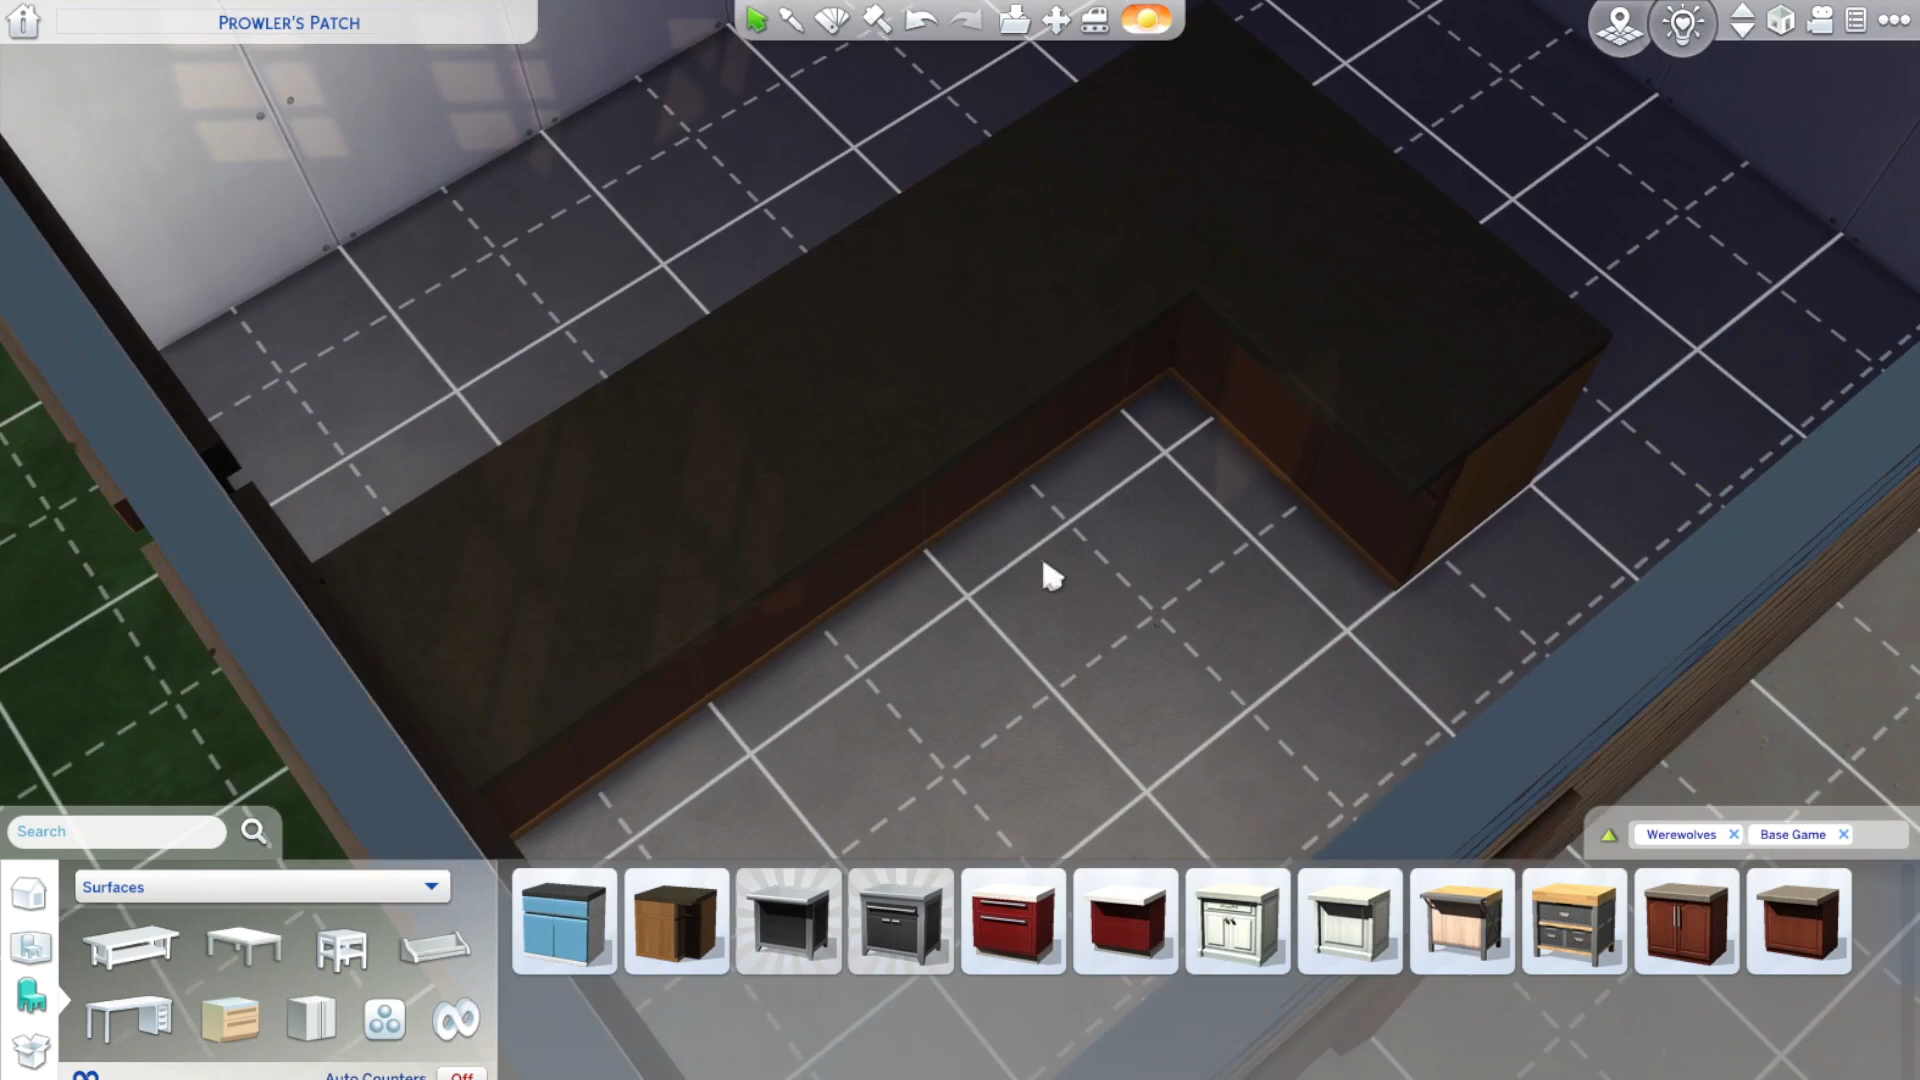 PROWLER'S PATCH
Search
Werewolves
Base Game
Surfaces
Auto Counters
Off